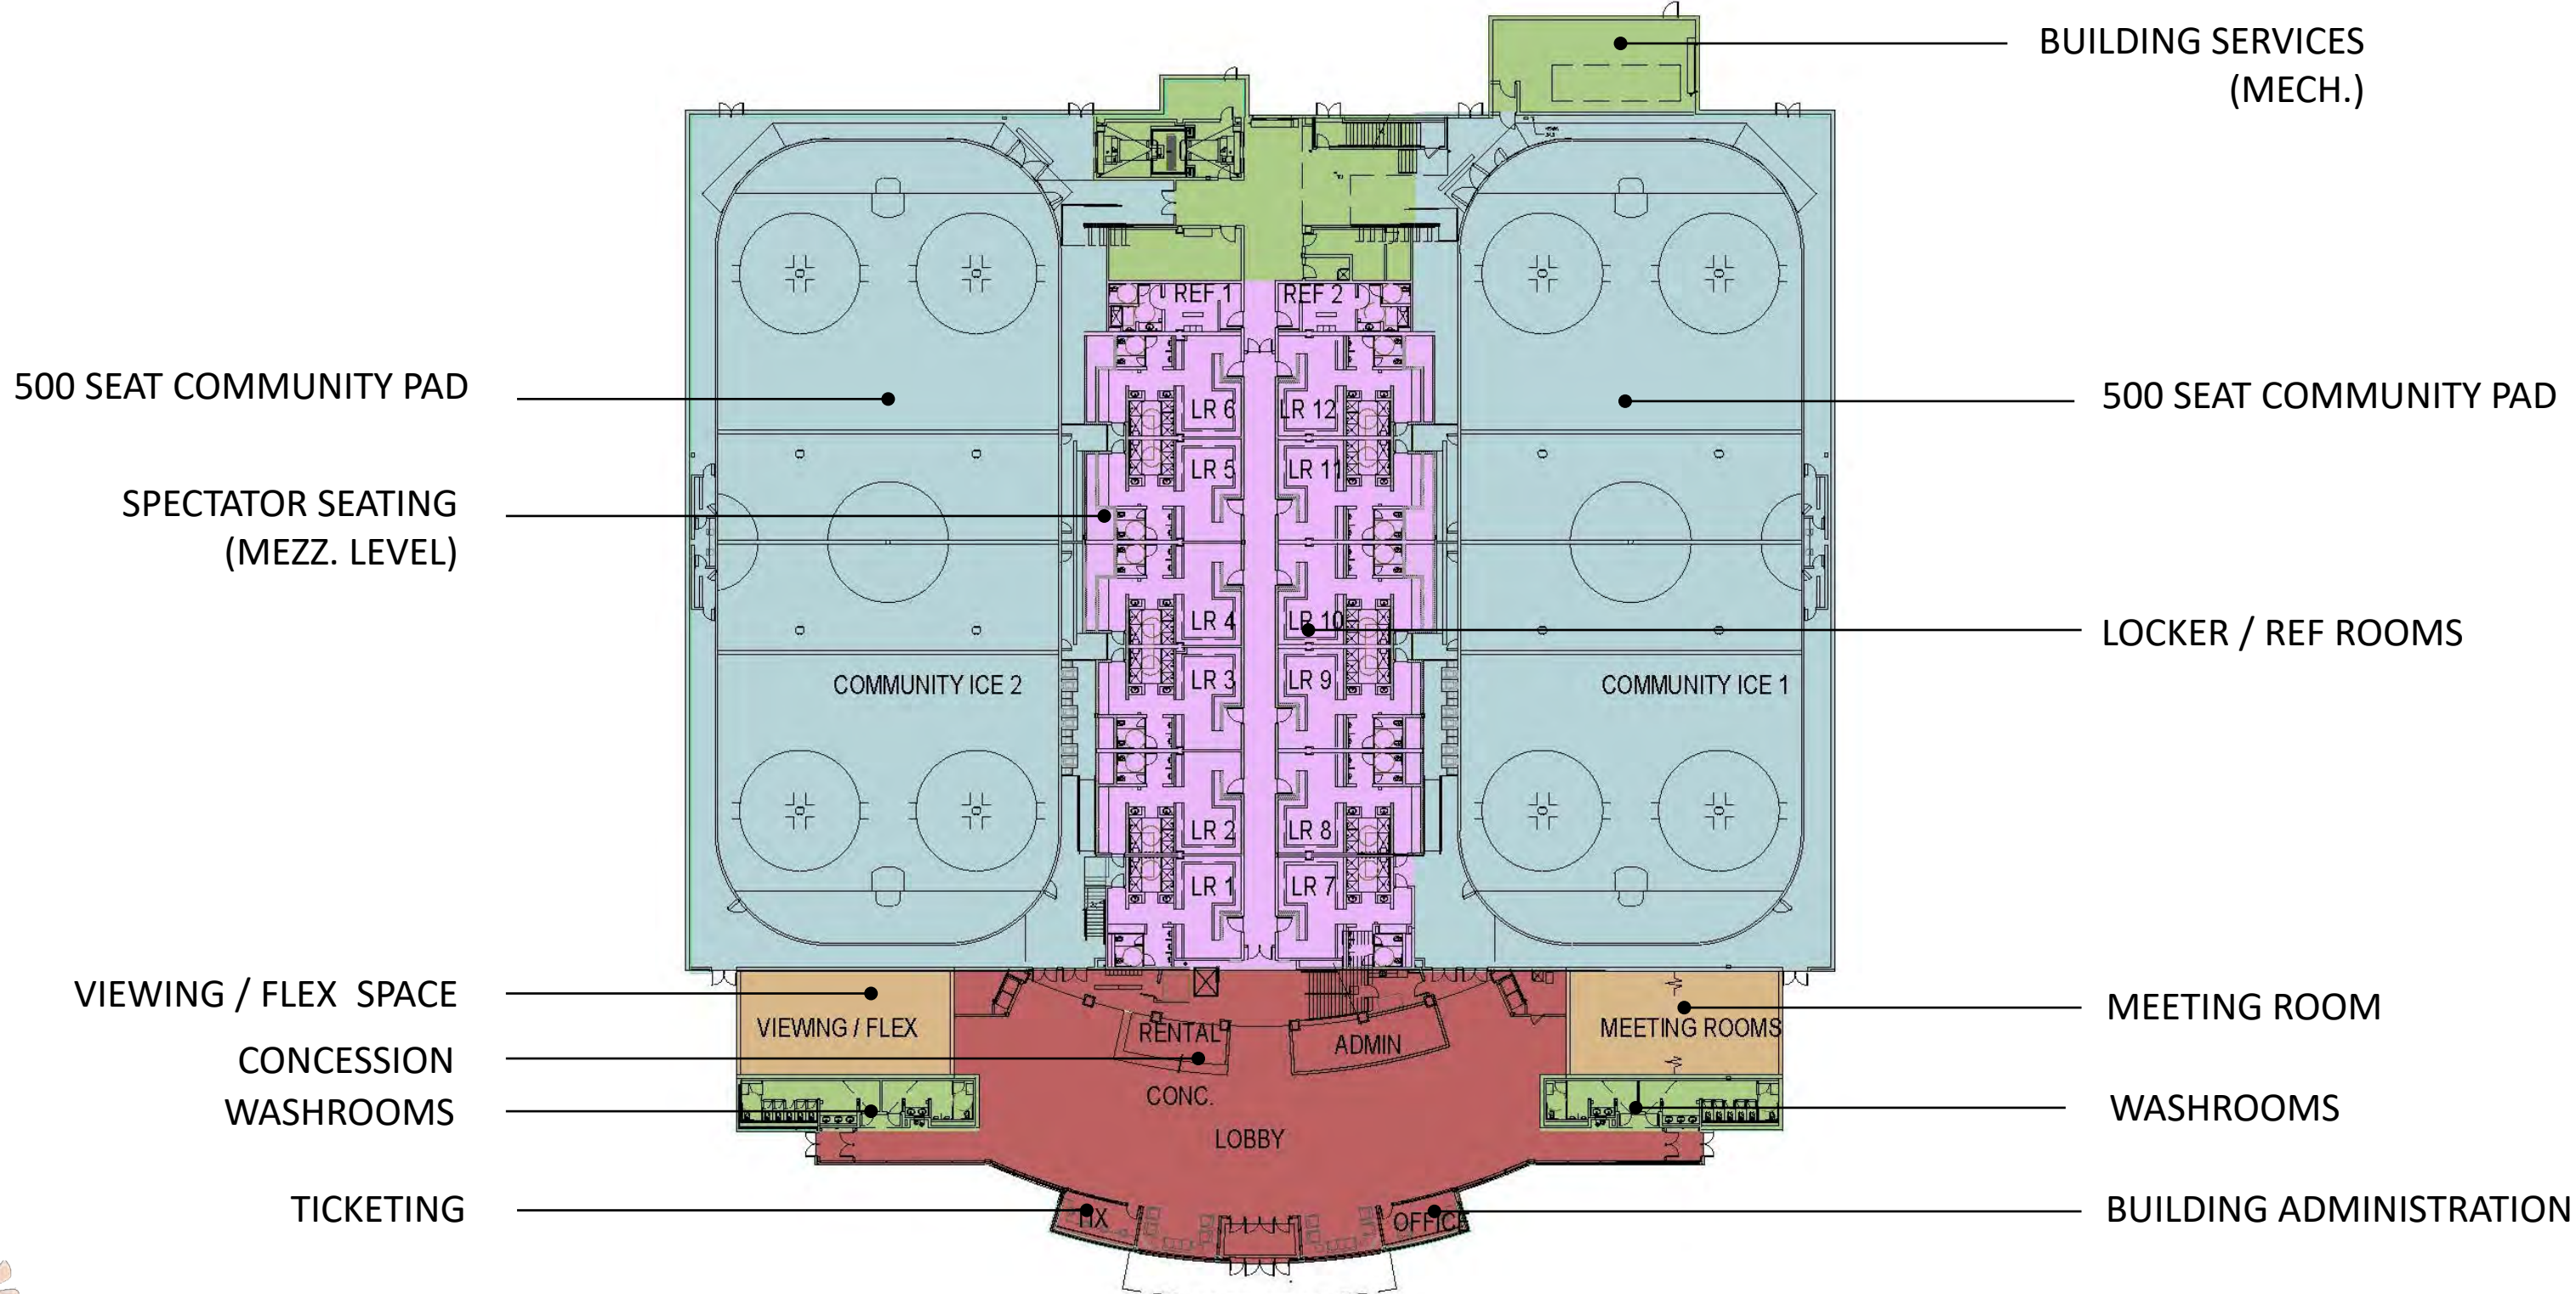 BUILDING SERVICES
(MECH.)
REF 1
REF 2
500 SEAT COMMUNITY PAD
500 SEAT COMMUNITY PAD
LR 6
LR 12
LR 5
LR 11
SPECTATOR SEATING
(MEZZ. LEVEL)
LR 4
LR 10
LOCKER / REF ROOMS
COMMUNITY ICE 2
LR 3
LR 9
COMMUNITY ICE 1
LR 2
LR 8
LR 1
LR 7
VIEWING / FLEX SPACE
MEETING ROOM
VIEWING / FLEX
RENTAL
ADMIN
MEETING ROOMS
CONCESSION
CONC.
WASHROOMS
WASHROOMS
LOBBY
TICKETING
TIX
OFFICE
BUILDING ADMINISTRATION